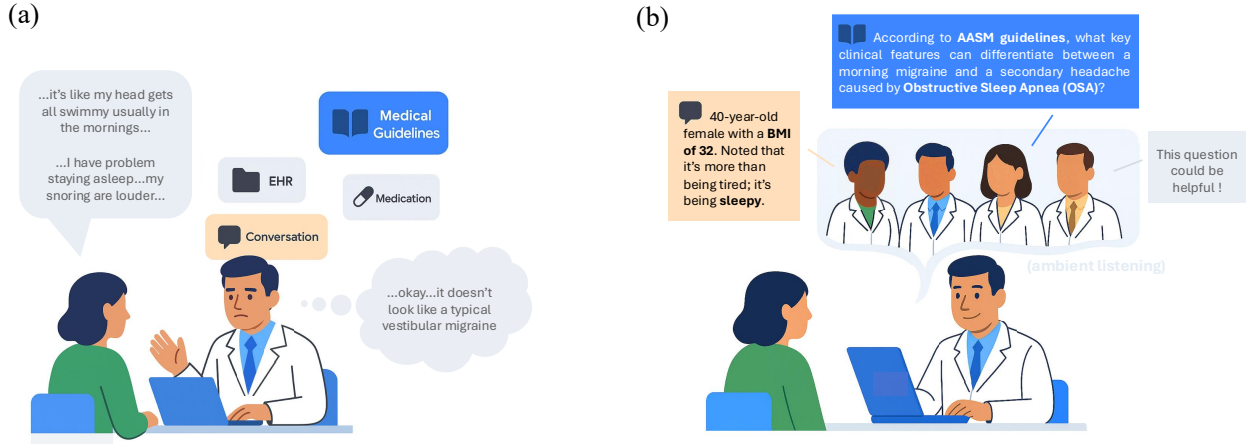 (a)
...it's like my head gets
all swimmy usually in
the mornings...
...I have problem
staying asleep...my
snoring are louder...
Medical
Guidelines
EHR
Medication
Conversation
...okay...it doesn't
look like a typical
vestibular migraine
(b)
According to AASM guidelines, what key
clinical features can differentiate between a
morning migraine and a secondary headache
caused by Obstructive Sleep Apnea (OSA)?
40-year-old
female with a BMI
of 32. Noted that
it's more than
being tired; it's
being sleepy.
This question
could be
helpful !
(ambient listening)